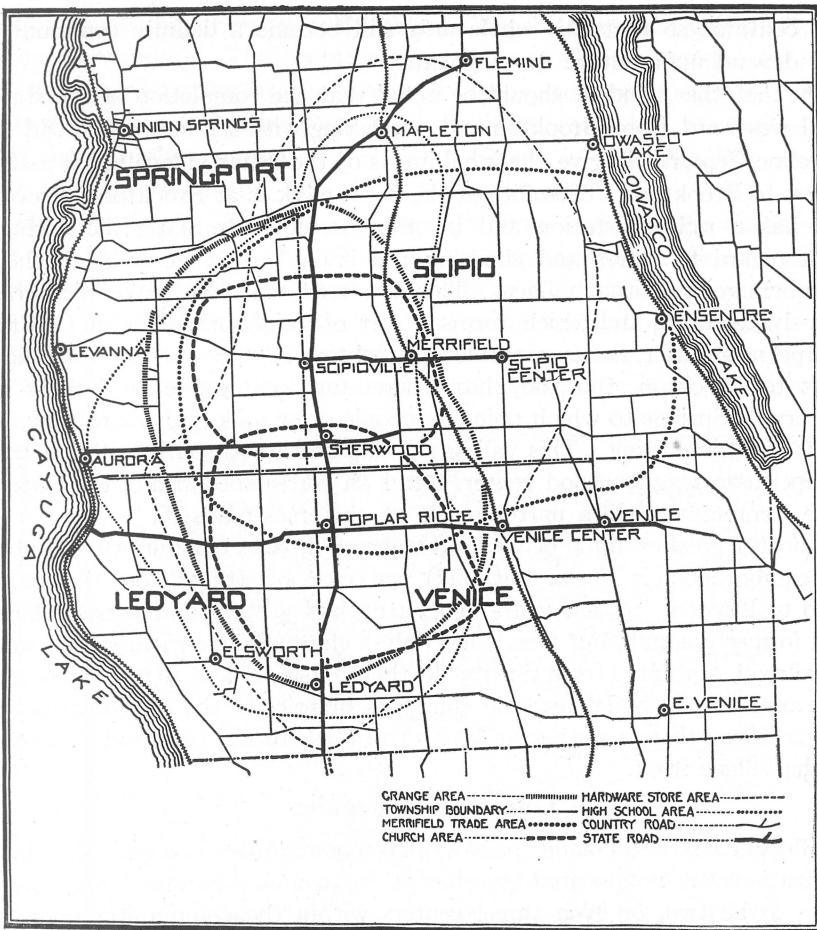 FLEMING
UNION SPRINGS
MAPLETON
OWASCO LAKE
SPRINGPORT
OWASCO LAKE
SCIPIO
ENSENORE
LEVANNA
MERRIFIELD
SCIPIOVILLE
SCIPIO CENTER
CAYUGA LAKE
AURORA
SHERWOOD
POPLAR RIDGE
VENICE
VENICE CENTER
LEDYARD
VENICE
ELSWORTH
LEDYARD
E. VENICE
GRANGE AREA
TOWNSHIP BOUNDARY
MERRIFIELD TRADE AREA
CHURCH AREA
HARDWARE STORE AREA
HIGH SCHOOL AREA
COUNTRY ROAD
STATE ROAD